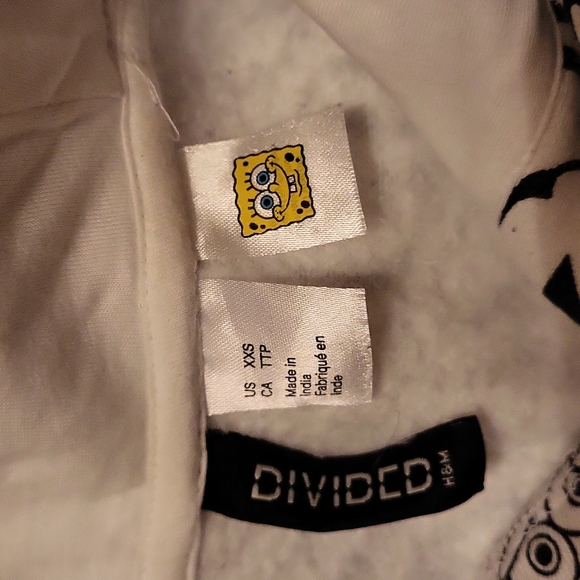 US XXS
CA TTP
Made in
India
Fabriqué en
Inde
DIVIDED
H&M